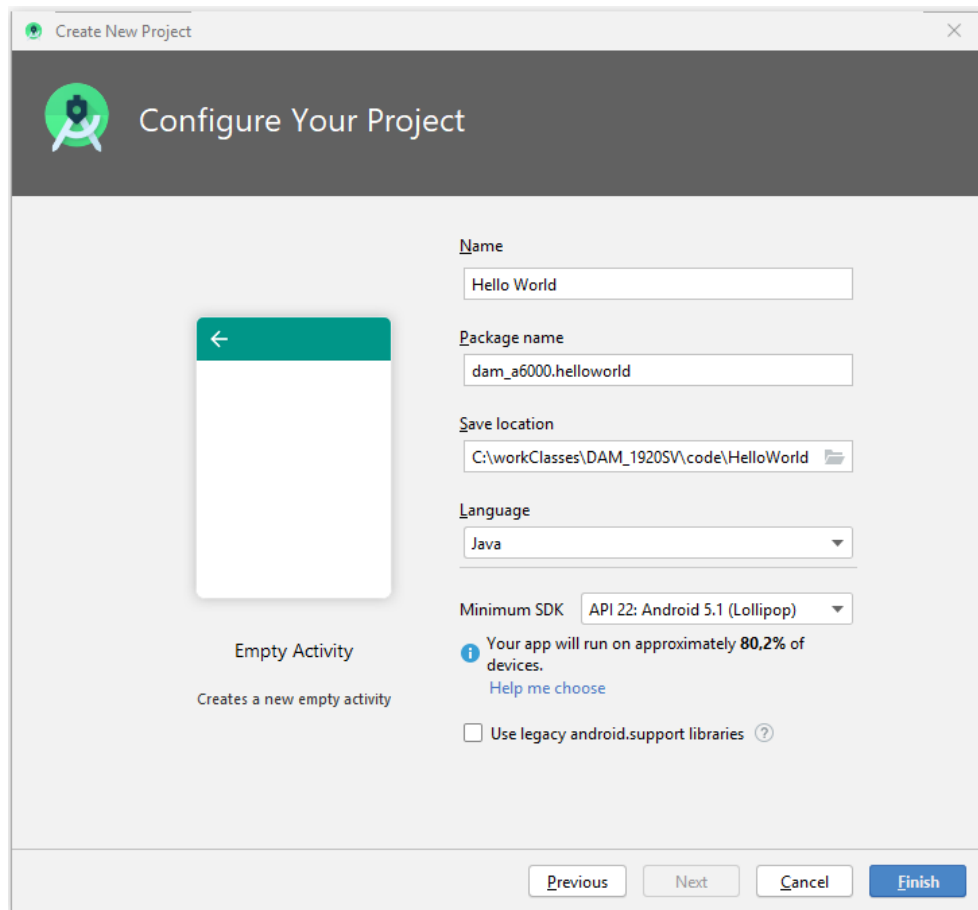 Create New Project
Configure Your Project
Name
Hello World
Package name
dam_a6000.helloworld
Save location
C:\workClasses\DAM_1920SV\code\HelloWorld
Language
Java
Minimum SDK API 22: Android 5.1 (Lollipop)
Your app will run on approximately 80,2% of
devices.
Help me choose
Use legacy android.support libraries ?
Empty Activity
Creates a new empty activity
Previous Next Cancel Finish